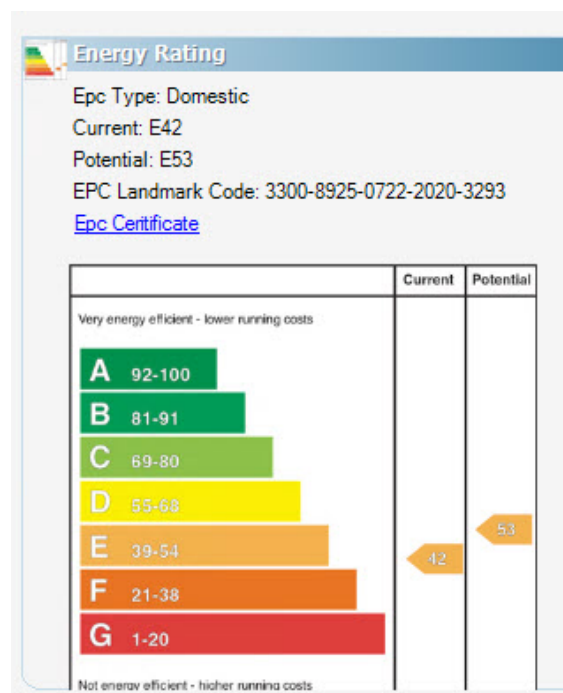 Energy Rating
Epc Type: Domestic
Current: E42
Potential: E53
EPC Landmark Code: 3300-8925-0722-2020-3293
Epc Ceritificate
Current Potential
Very energy efficient - lower running costs
A 92-100
B 81-91
C 69-80
D 55-68
53
E 39-54
42
F 21-38
G 1-20
Not energy efficient - higher running costs